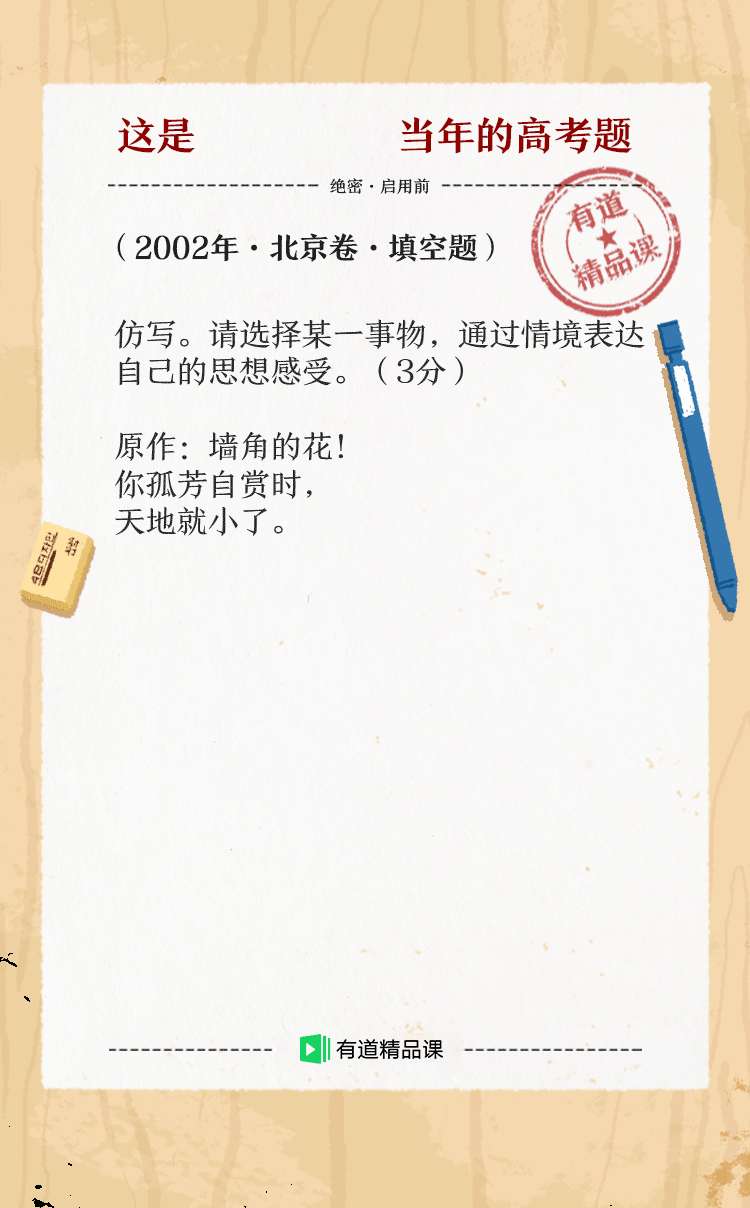 这是 当年的高考题
绝密·启用前
有道
精品课
（2002年·北京卷·填空题）
仿写。请选择某一事物，通过情境表达
自己的思想感受。（3分）
原作：墙角的花！
你孤芳自赏时，
天地就小了。
有道精品课